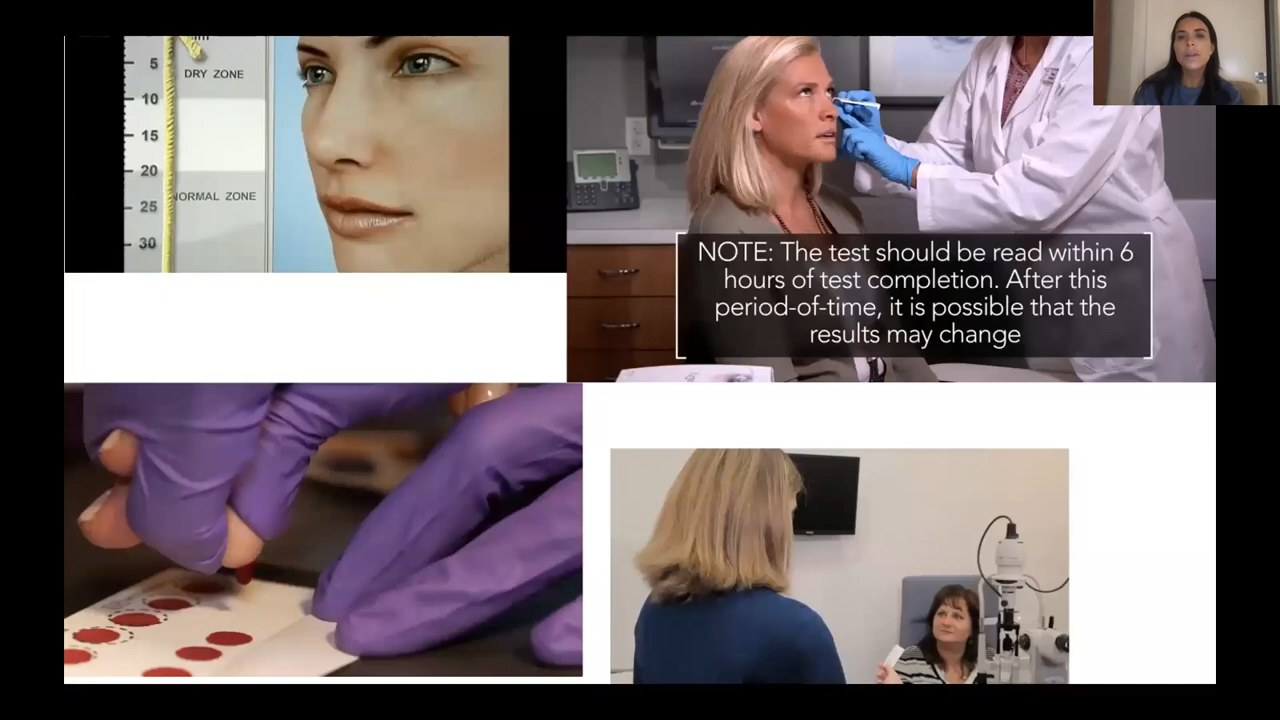 5
DRY ZONE
10
15
20
NORMAL ZONE
25
30
NOTE: The test should be read within 6
hours of test completion. After this
period-of-time, it is possible that the
results may change